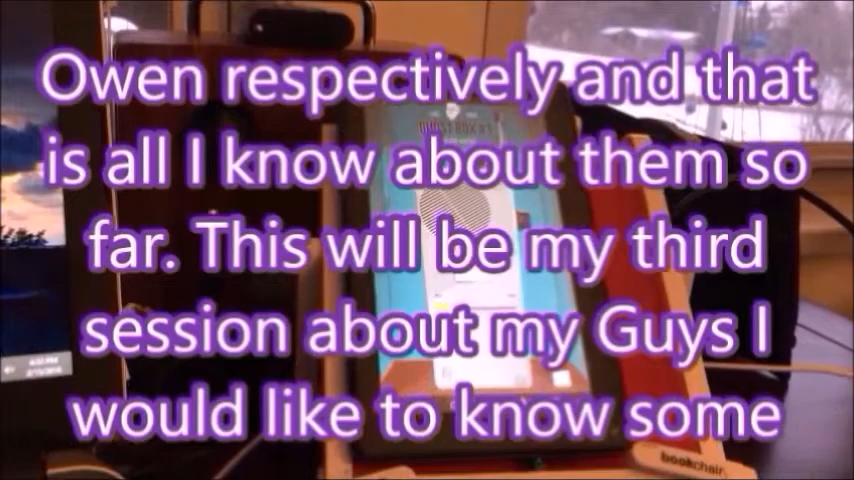 Owen respectively and that
is all I know about them so
far. This will be my third
session about my Guys I
would like to know some
bookchair